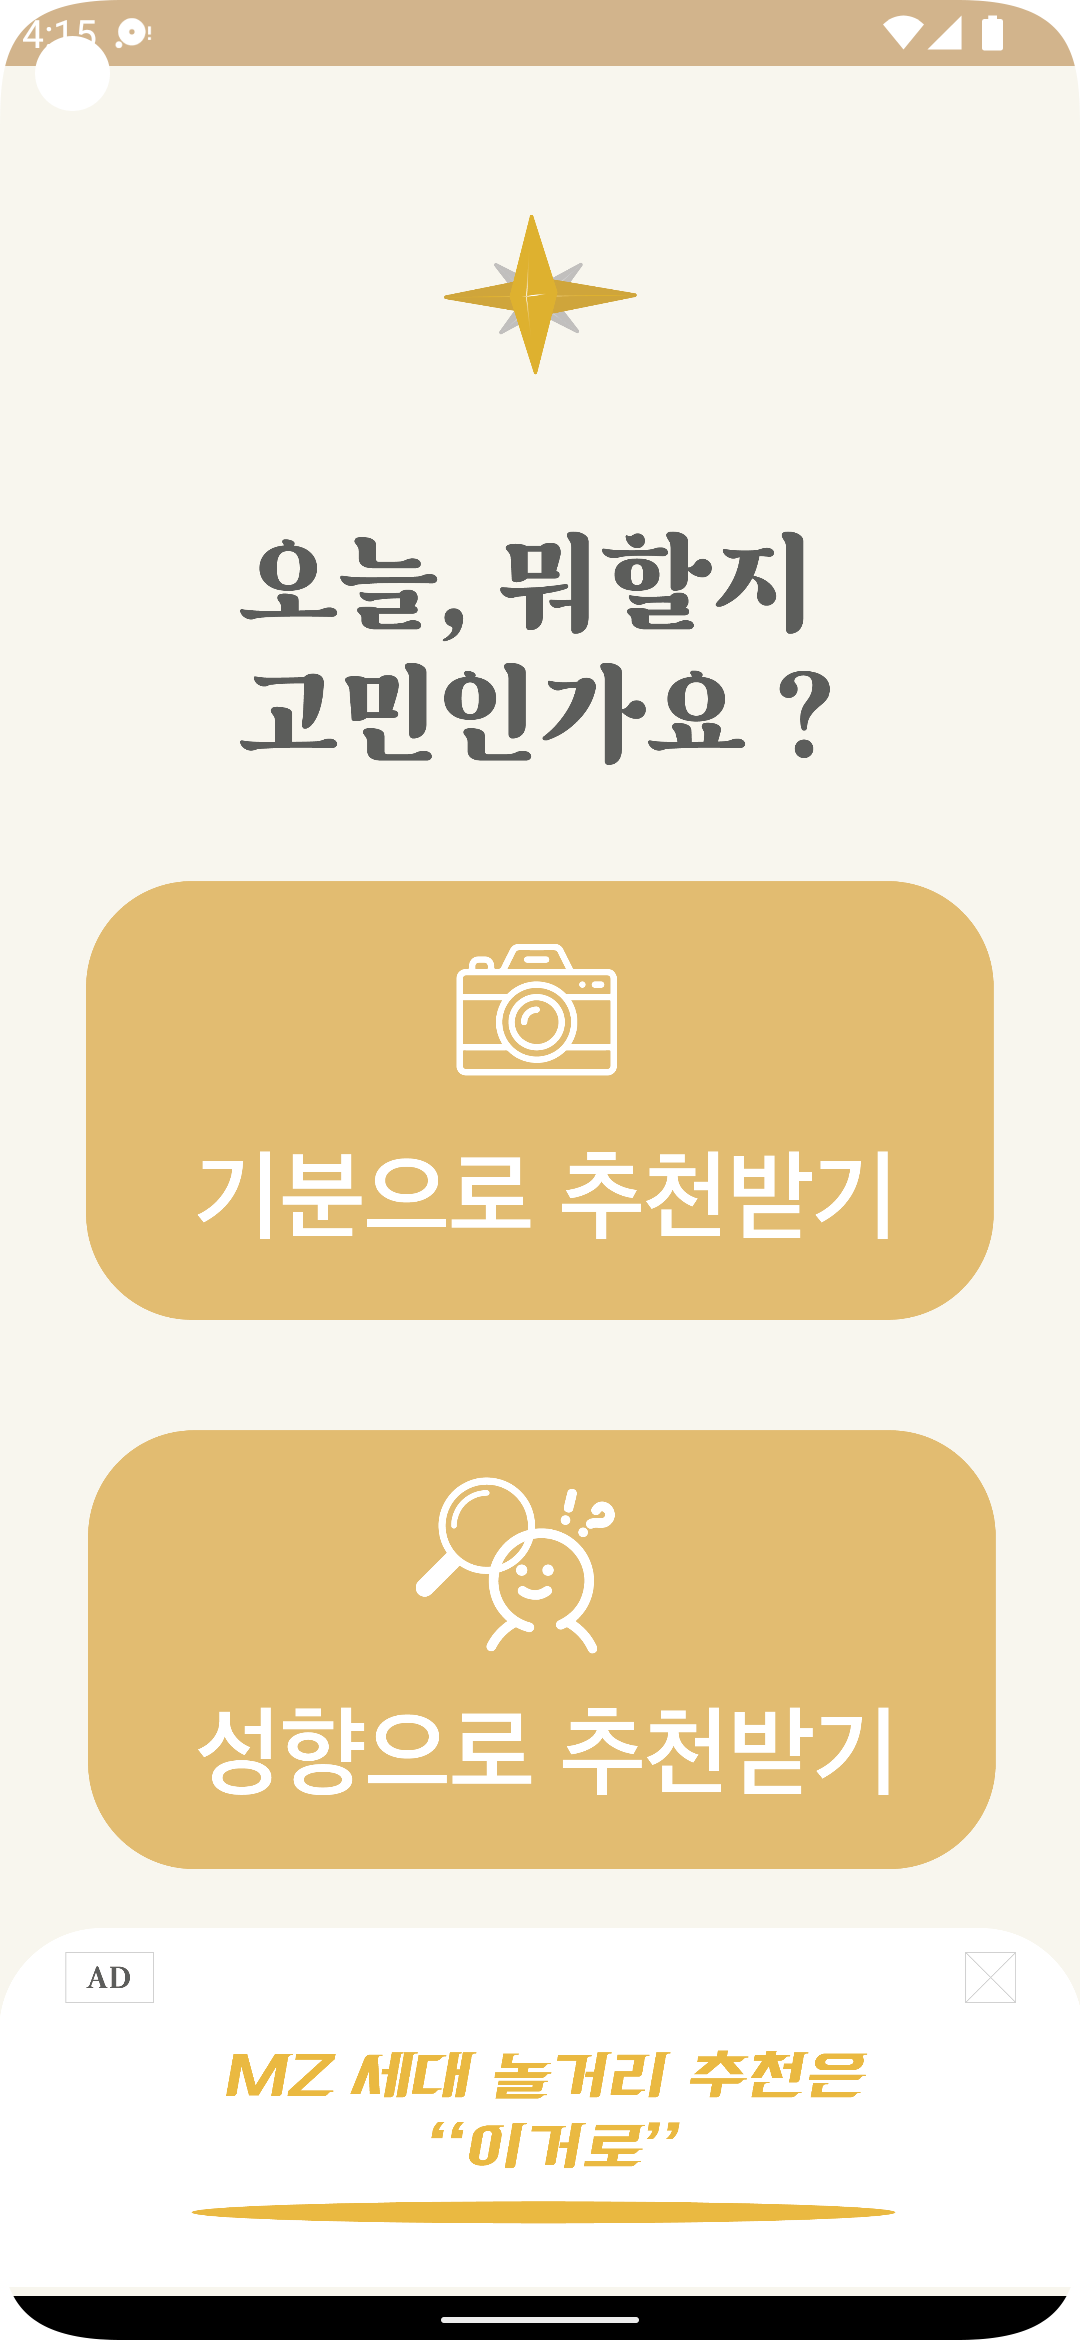 4:15
오늘, 뭐할지
고민인가요 ?
기분으로 추천받기
성향으로 추천받기
AD
MZ 세대 놀거리 추천은
“이거로”